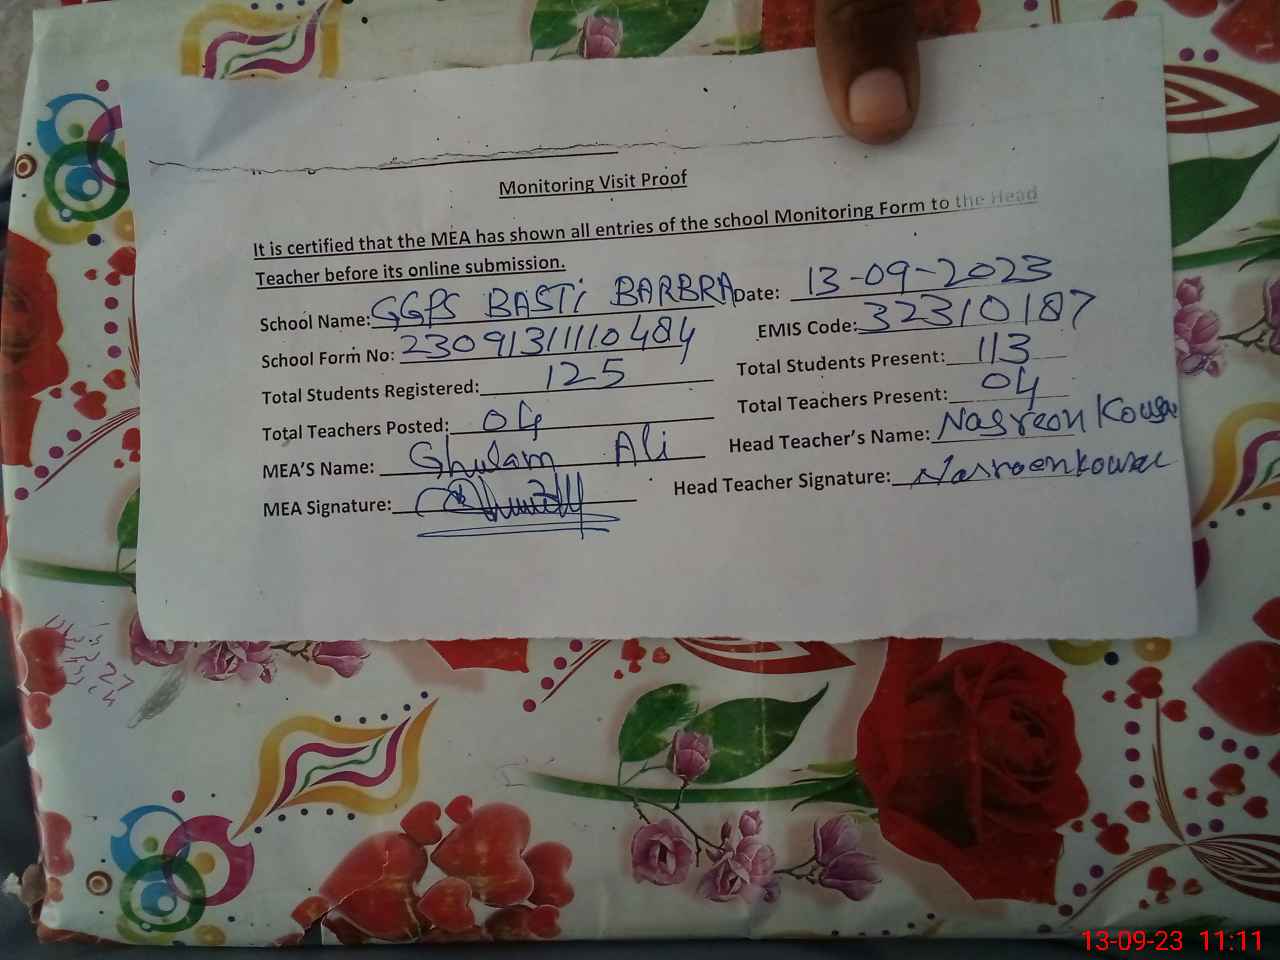 Monitoring Visit Proof
It is certified that the MEA has shown all entries of the school Monitoring Form to the Head
Teacher before its online submission.
School Name: GGPS BASTi BARBRA Date: 13-09-2023
School Form No: 230913111110484 EMIS Code: 32310187
Total Students Registered: 125 Total Students Present: 113
Total Teachers Posted: 04 Total Teachers Present: 04
MEA'S Name: Ghulam Ali Head Teacher's Name: Nasreen Kousar
MEA Signature: Head Teacher Signature: Nasreenkousar
27
13-09-23 11:11